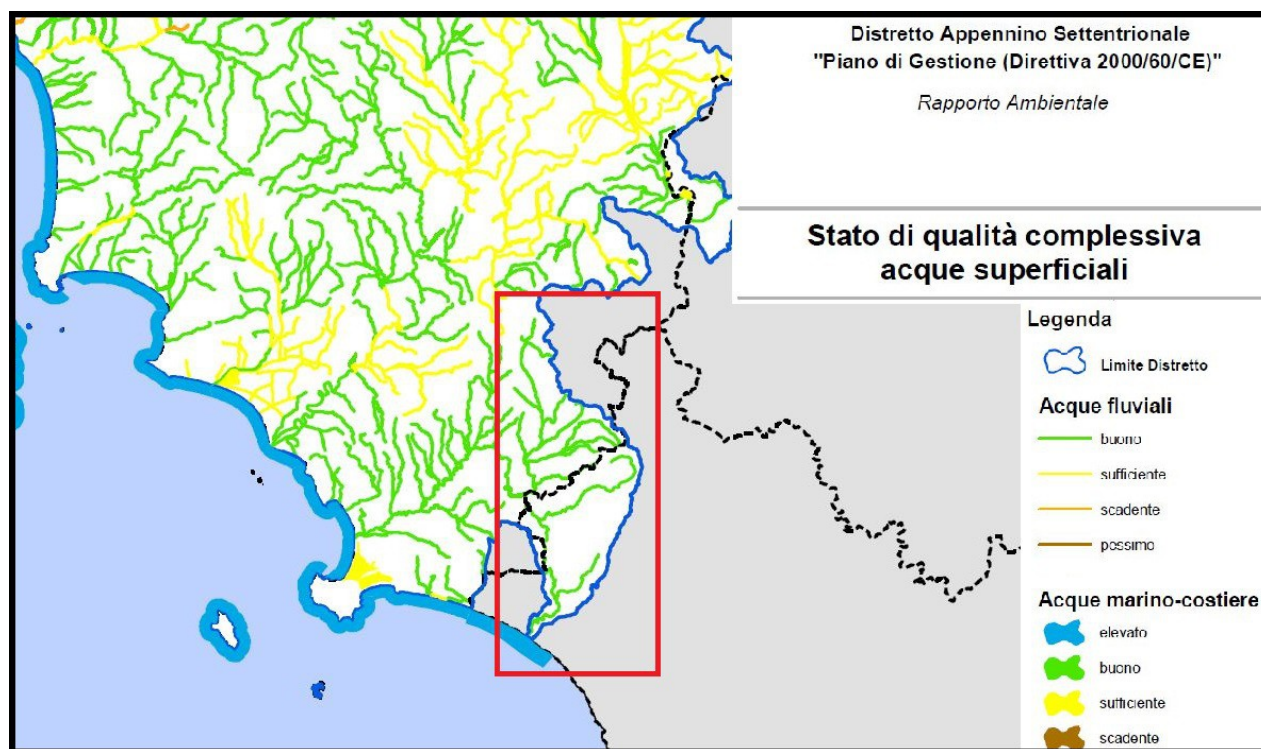 Distretto Appennino Settentrionale
"Piano di Gestione (Direttiva 2000/60/CE)"
Rapporto Ambientale
Stato di qualità complessiva
acque superficiali
Legenda
Limite Distretto
Acque fluviali
buono
sufficiente
scadente
pessimo
Acque marino-costiere
elevato
buono
sufficiente
scadente